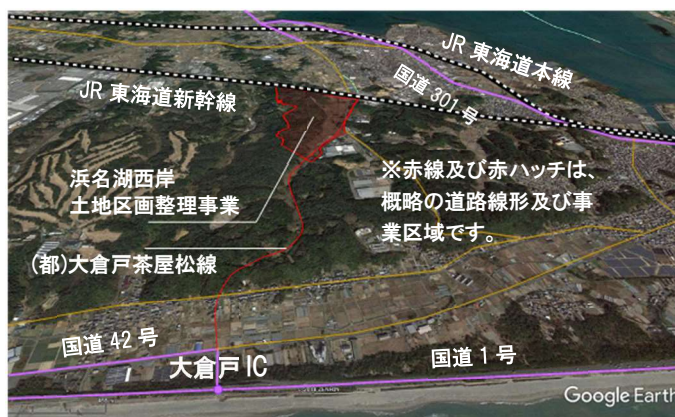 JR 東海道本線
国道 301 号
JR 東海道新幹線
浜名湖西岸
土地区画整理事業
※赤線及び赤ハッチは、
概略の道路線形及び事
業区域です。
(都)大倉戸茶屋松線
国道 42 号
大倉戸 IC
国道 1 号
Google Earth